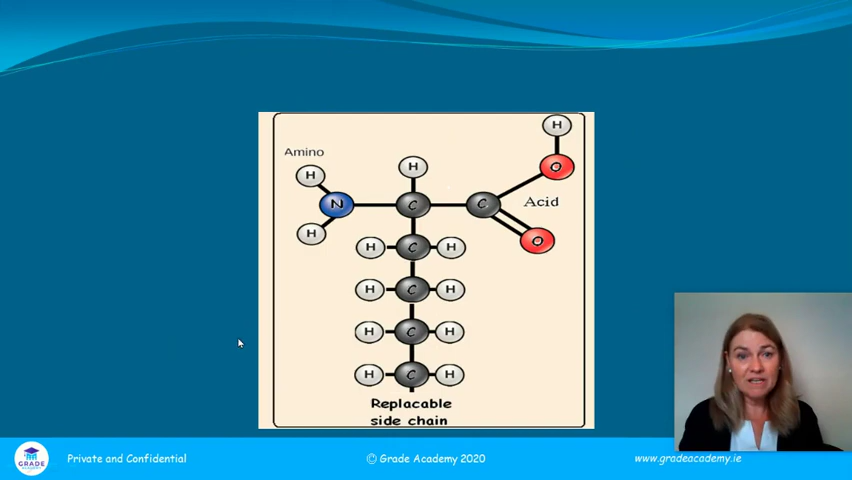 H
Amino
H
H
O
N
C
C
Acid
H
O
H
C
H
H
C
H
H
C
H
H
C
H
Replacable
side chain
GRADE
Private and Confidential
© Grade Academy 2020
www.gradeacademy.ie